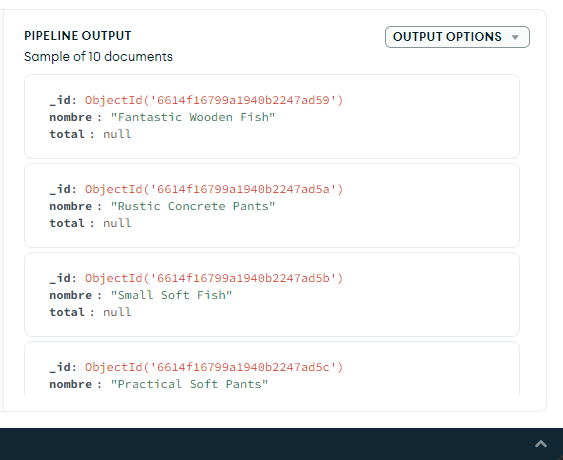 PIPELINE OUTPUT
OUTPUT OPTIONS
Sample of 10 documents
_id: ObjectId('6614f16799a1940b2247ad59')
nombre : "Fantastic Wooden Fish"
total : null
_id: ObjectId('6614f16799a1940b2247ad5a')
nombre : "Rustic Concrete Pants"
total : null
_id: ObjectId('6614f16799a1940b2247ad5b')
nombre : "Small Soft Fish"
total : null
_id: ObjectId('6614f16799a1940b2247ad5c')
nombre : "Practical Soft Pants"